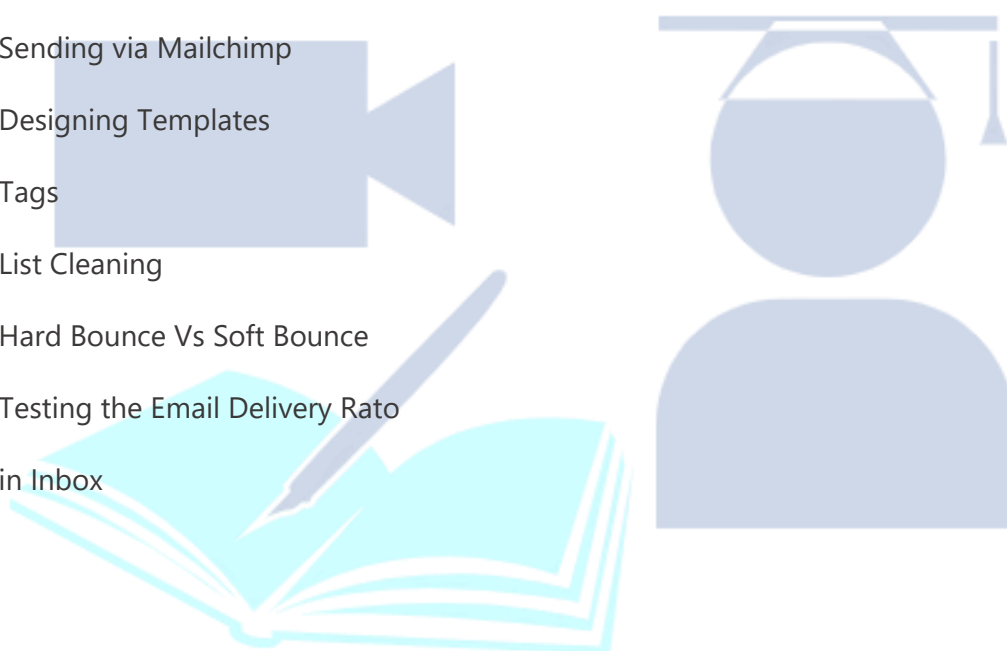 Sending via Mailchimp
Designing Templates
Tags
List Cleaning
Hard Bounce Vs Soft Bounce
Testing the Email Delivery Rato
in Inbox